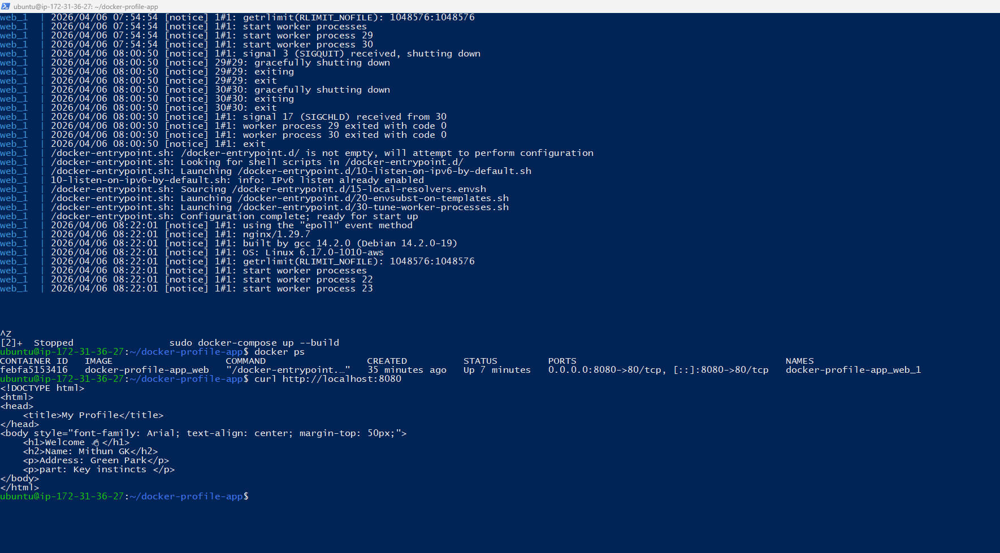 ubuntu@ip-172-31-36-27: ~/docker-profile-app
web_1  | 2026/04/06 07:54:54 [notice] 1#1: getrlimit(RLIMIT_NOFILE): 1048576:1048576
web_1  | 2026/04/06 07:54:54 [notice] 1#1: start worker processes
web_1  | 2026/04/06 07:54:54 [notice] 1#1: start worker process 29
web_1  | 2026/04/06 07:54:54 [notice] 1#1: start worker process 30
web_1  | 2026/04/06 08:00:50 [notice] 1#1: signal 3 (SIGQUIT) received, shutting down
web_1  | 2026/04/06 08:00:50 [notice] 29#29: gracefully shutting down
web_1  | 2026/04/06 08:00:50 [notice] 29#29: exiting
web_1  | 2026/04/06 08:00:50 [notice] 29#29: exit
web_1  | 2026/04/06 08:00:50 [notice] 30#30: gracefully shutting down
web_1  | 2026/04/06 08:00:50 [notice] 30#30: exiting
web_1  | 2026/04/06 08:00:50 [notice] 30#30: exit
web_1  | 2026/04/06 08:00:50 [notice] 1#1: signal 17 (SIGCHLD) received from 30
web_1  | 2026/04/06 08:00:50 [notice] 1#1: worker process 29 exited with code 0
web_1  | 2026/04/06 08:00:50 [notice] 1#1: worker process 30 exited with code 0
web_1  | 2026/04/06 08:00:50 [notice] 1#1: exit
web_1  | /docker-entrypoint.sh: /docker-entrypoint.d/ is not empty, will attempt to perform configuration
web_1  | /docker-entrypoint.sh: Looking for shell scripts in /docker-entrypoint.d/
web_1  | /docker-entrypoint.sh: Launching /docker-entrypoint.d/10-listen-on-ipv6-by-default.sh
web_1  | 10-listen-on-ipv6-by-default.sh: info: IPv6 listen already enabled
web_1  | /docker-entrypoint.sh: Sourcing /docker-entrypoint.d/15-local-resolvers.envsh
web_1  | /docker-entrypoint.sh: Launching /docker-entrypoint.d/20-envsubst-on-templates.sh
web_1  | /docker-entrypoint.sh: Launching /docker-entrypoint.d/30-tune-worker-processes.sh
web_1  | /docker-entrypoint.sh: Configuration complete; ready for start up
web_1  | 2026/04/06 08:22:01 [notice] 1#1: using the "epoll" event method
web_1  | 2026/04/06 08:22:01 [notice] 1#1: nginx/1.29.7
web_1  | 2026/04/06 08:22:01 [notice] 1#1: built by gcc 14.2.0 (Debian 14.2.0-19)
web_1  | 2026/04/06 08:22:01 [notice] 1#1: OS: Linux 6.17.0-1010-aws
web_1  | 2026/04/06 08:22:01 [notice] 1#1: getrlimit(RLIMIT_NOFILE): 1048576:1048576
web_1  | 2026/04/06 08:22:01 [notice] 1#1: start worker processes
web_1  | 2026/04/06 08:22:01 [notice] 1#1: start worker process 22
web_1  | 2026/04/06 08:22:01 [notice] 1#1: start worker process 23
^Z
[2]+  Stopped                 sudo docker-compose up --build
ubuntu@ip-172-31-36-27:~/docker-profile-app$ docker ps
CONTAINER ID   IMAGE                    COMMAND                  CREATED          STATUS         PORTS                                     NAMES
febfa5153416   docker-profile-app_web   "/docker-entrypoint.…"   35 minutes ago   Up 7 minutes   0.0.0.0:8080->80/tcp, [::]:8080->80/tcp   docker-profile-app_web_1
ubuntu@ip-172-31-36-27:~/docker-profile-app$ curl http://localhost:8080
<!DOCTYPE html>
<html>
<head>
    <title>My Profile</title>
</head>
<body style="font-family: Arial; text-align: center; margin-top: 50px;">
    <h1>Welcome 👋</h1>
    <h2>Name: Mithun GK</h2>
    <p>Address: Green Park</p>
    <p>part: Key instincts </p>
</body>
</html>
ubuntu@ip-172-31-36-27:~/docker-profile-app$